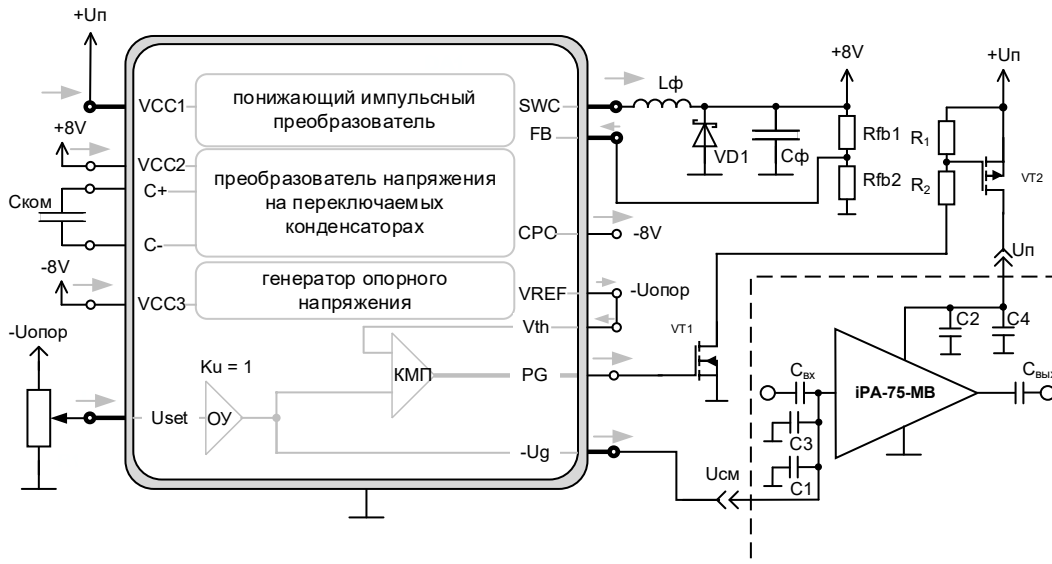 +Uп
VCC1
понижающий импульсный
преобразователь
SWC
FB
Lф
VD1
Cф
+8V
Rfb1
Rfb2
+Uп
R1
R2
VT2
+8V
VCC2
C+
Cком
C-
преобразователь напряжения
на переключаемых
конденсаторах
CPO
-8V
Uп
-8V
VCC3
генератор опорного
напряжения
VREF
-Uопор
Vth
-Uопор
Ku = 1
КМП
PG
VT1
C2
C4
Cвх
iPA-75-MB
Cвых
Uset
ОУ
-Ug
C3
C1
Uсм